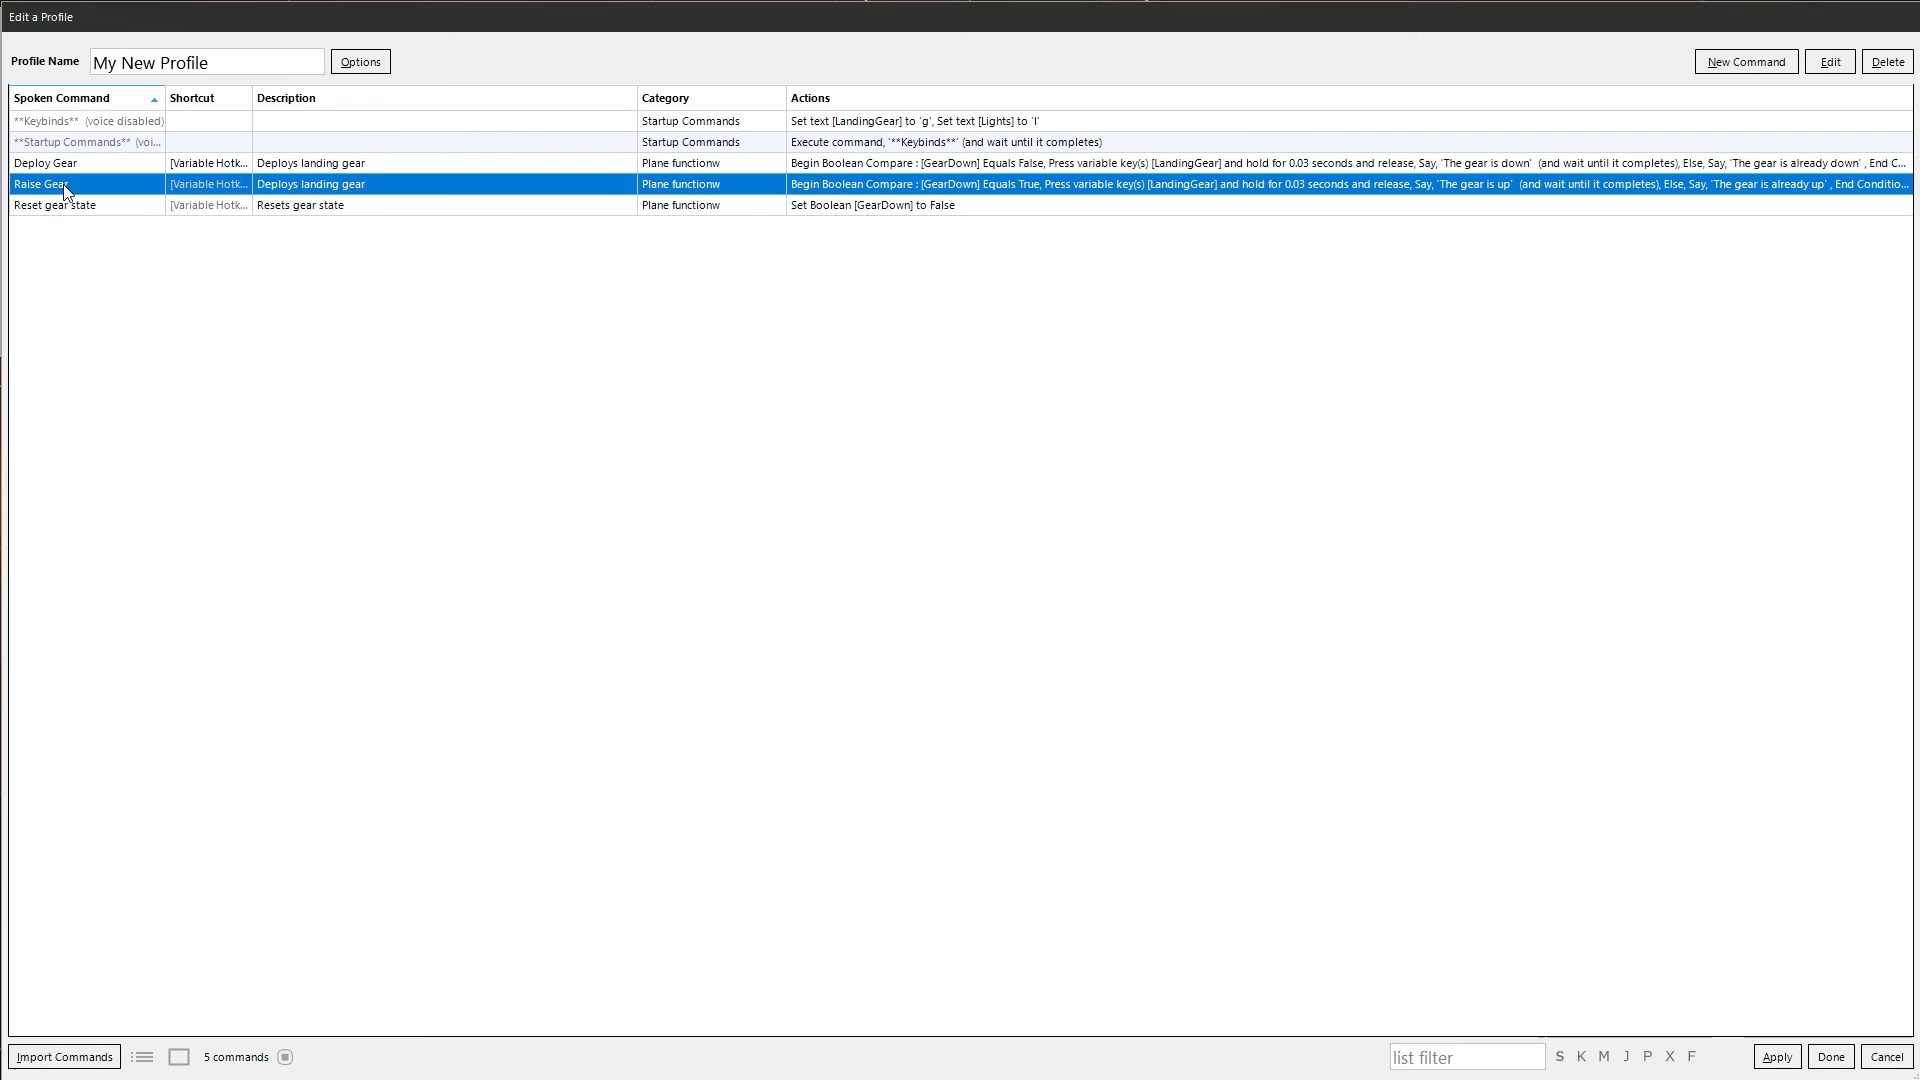 Edit a Profile
Profile Name My New Profile Options New Command Edit Delete
Spoken Command Shortcut Description Category Actions
**Keybinds** (voice disabled) Startup Commands Set text [LandingGear] to 'g', Set text [Lights] to 'l'
**Startup Commands** (voi... Startup Commands Execute command, '**Keybinds**' (and wait until it completes)
Deploy Gear [Variable Hotk... Deploys landing gear Plane functionw Begin Boolean Compare : [GearDown] Equals False, Press variable key(s) [LandingGear] and hold for 0.03 seconds and release, Say, 'The gear is down' (and wait until it completes), Else, Say, 'The gear is already down' , End C...
Raise Gear [Variable Hotk... Deploys landing gear Plane functionw Begin Boolean Compare : [GearDown] Equals True, Press variable key(s) [LandingGear] and hold for 0.03 seconds and release, Say, 'The gear is up' (and wait until it completes), Else, Say, 'The gear is already up' , End Conditio...
Reset gear state [Variable Hotk... Resets gear state Plane functionw Set Boolean [GearDown] to False
Import Commands 5 commands list filter S K M J P X F Apply Done Cancel